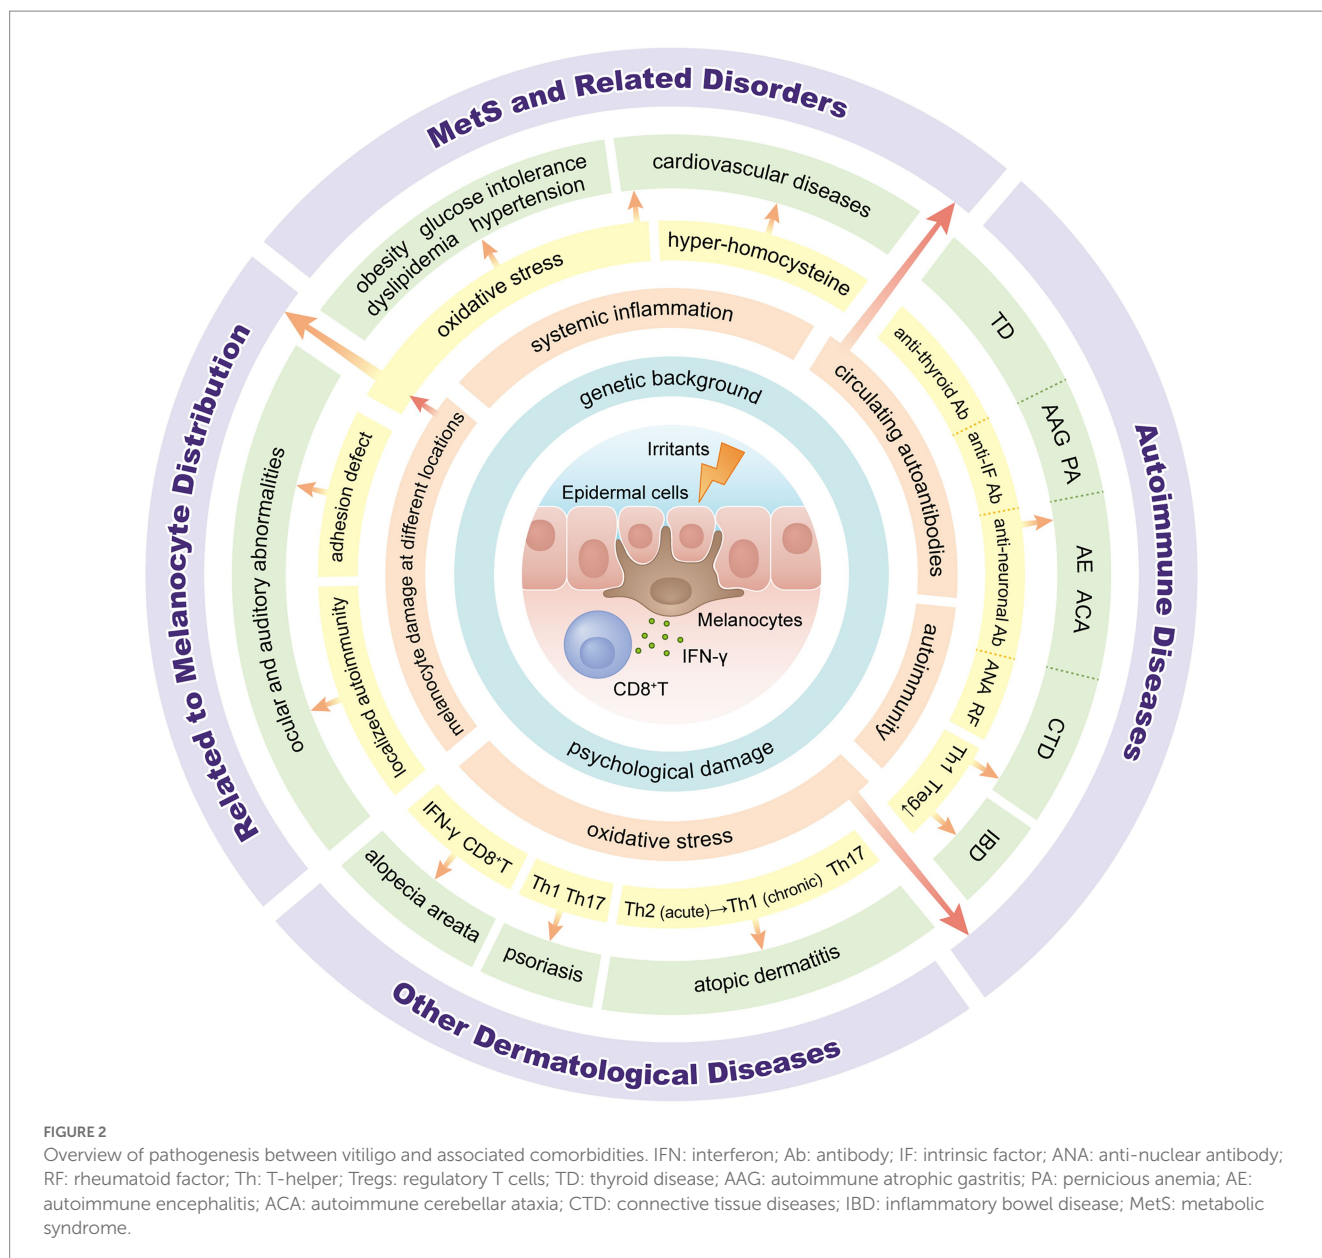 MetS and Related Disorders
Autoimmune Diseases
Other Dermatological Diseases
Related to Melanocyte Distribution
obesity glucose intolerance
dyslipidemia hypertension
cardiovascular diseases
oxidative stress
hyper-homocysteine
systemic inflammation
circulating autoantibodies
anti-thyroid Ab
anti-IF Ab
anti-neuronal Ab
ANA RF
Th1 Treg↓
TD
AAG PA
AE ACA
CTD
IBD
autoimmunity
oxidative stress
Th2 (acute)→Th1 (chronic) Th17
Th1 Th17
IFN-γ CD8⁺T
atopic dermatitis
psoriasis
alopecia areata
melanocyte damage at different locations
adhesion defect
localized autoimmunity
ocular and auditory abnormalities
genetic background
psychological damage
Irritants
Epidermal cells
Melanocytes
IFN-γ
CD8⁺T
FIGURE 2
Overview of pathogenesis between vitiligo and associated comorbidities. IFN: interferon; Ab: antibody; IF: intrinsic factor; ANA: anti-nuclear antibody;
RF: rheumatoid factor; Th: T-helper; Tregs: regulatory T cells; TD: thyroid disease; AAG: autoimmune atrophic gastritis; PA: pernicious anemia; AE:
autoimmune encephalitis; ACA: autoimmune cerebellar ataxia; CTD: connective tissue diseases; IBD: inflammatory bowel disease; MetS: metabolic
syndrome.